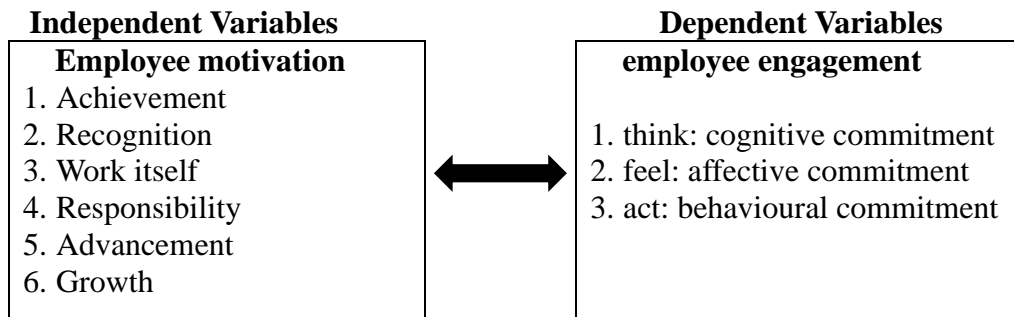 Independent Variables
Employee motivation
1. Achievement
2. Recognition
3. Work itself
4. Responsibility
5. Advancement
6. Growth
Dependent Variables
employee engagement
1. think: cognitive commitment
2. feel: affective commitment
3. act: behavioural commitment